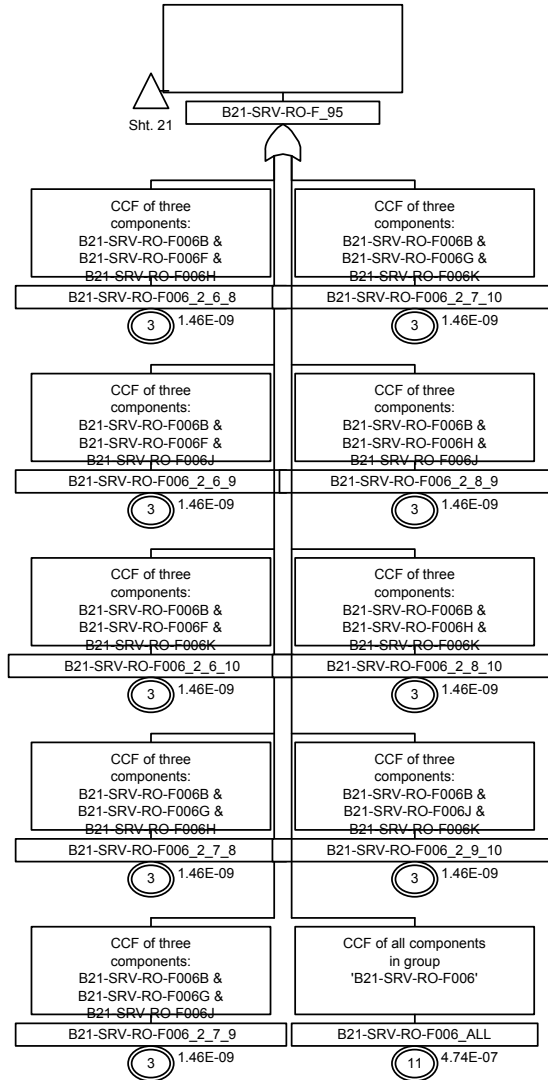 Sht. 21
B21-SRV-RO-F_95
CCF of three
components:
B21-SRV-RO-F006B &
B21-SRV-RO-F006F &
B21-SRV-RO-F006H
B21-SRV-RO-F006_2_6_8
3
1.46E-09
CCF of three
components:
B21-SRV-RO-F006B &
B21-SRV-RO-F006G &
B21-SRV-RO-F006K
B21-SRV-RO-F006_2_7_10
3
1.46E-09
CCF of three
components:
B21-SRV-RO-F006B &
B21-SRV-RO-F006F &
B21-SRV-RO-F006J
B21-SRV-RO-F006_2_6_9
3
1.46E-09
CCF of three
components:
B21-SRV-RO-F006B &
B21-SRV-RO-F006H &
B21-SRV-RO-F006J
B21-SRV-RO-F006_2_8_9
3
1.46E-09
CCF of three
components:
B21-SRV-RO-F006B &
B21-SRV-RO-F006F &
B21-SRV-RO-F006K
B21-SRV-RO-F006_2_6_10
3
1.46E-09
CCF of three
components:
B21-SRV-RO-F006B &
B21-SRV-RO-F006H &
B21-SRV-RO-F006K
B21-SRV-RO-F006_2_8_10
3
1.46E-09
CCF of three
components:
B21-SRV-RO-F006B &
B21-SRV-RO-F006G &
B21-SRV-RO-F006H
B21-SRV-RO-F006_2_7_8
3
1.46E-09
CCF of three
components:
B21-SRV-RO-F006B &
B21-SRV-RO-F006J &
B21-SRV-RO-F006K
B21-SRV-RO-F006_2_9_10
3
1.46E-09
CCF of three
components:
B21-SRV-RO-F006B &
B21-SRV-RO-F006G &
B21-SRV-RO-F006J
B21-SRV-RO-F006_2_7_9
3
1.46E-09
CCF of all components
in group
'B21-SRV-RO-F006'
B21-SRV-RO-F006_ALL
11
4.74E-07